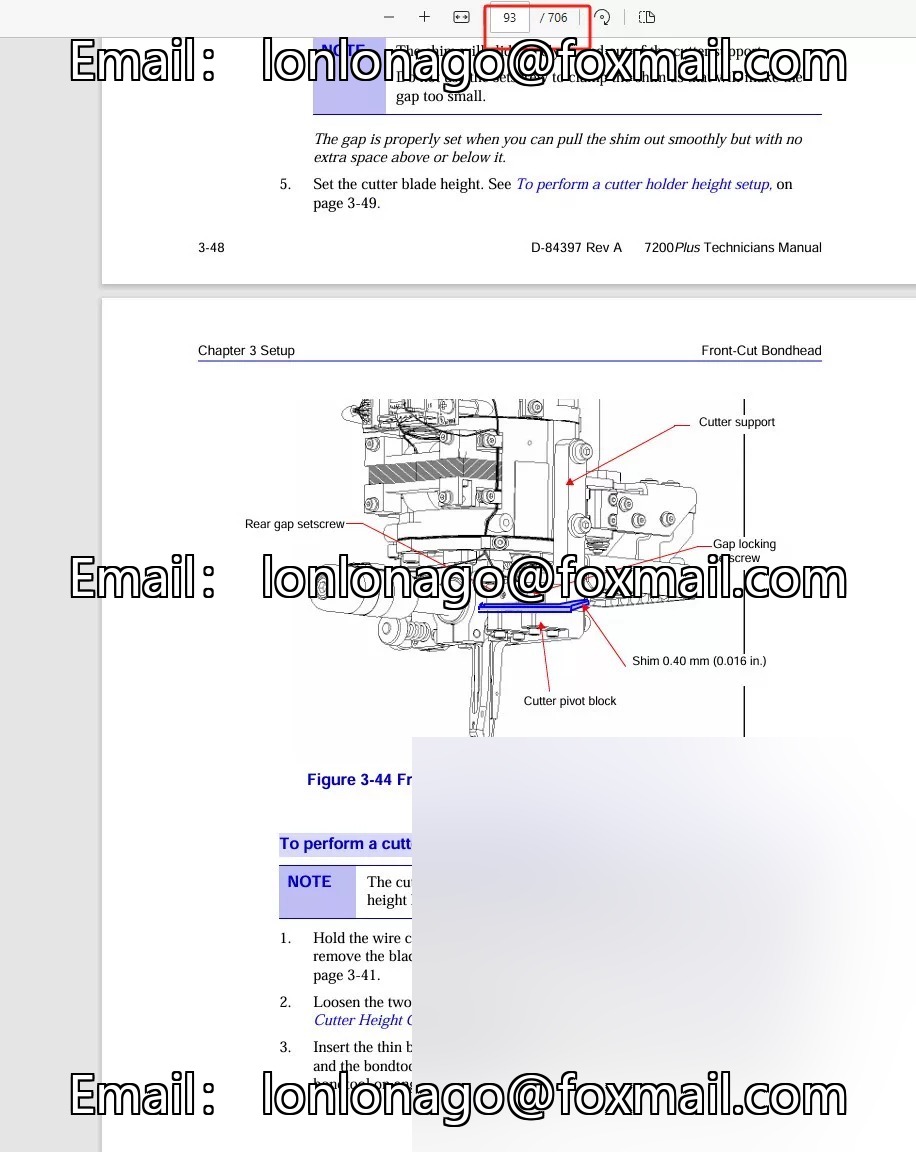 93 / 706
Email： lonlonago@foxmail.com
NOTE
gap too small.
The gap is properly set when you can pull the shim out smoothly but with no
extra space above or below it.
5. Set the cutter blade height. See To perform a cutter holder height setup, on
page 3-49.
3-48 D-84397 Rev A 7200Plus Technicians Manual
Chapter 3 Setup Front-Cut Bondhead
Cutter support
Rear gap setscrew
Gap locking
setscrew
Email： lonlonago@foxmail.com
Shim 0.40 mm (0.016 in.)
Cutter pivot block
Figure 3-44 Fr
To perform a cutt
NOTE The cu
height
1. Hold the wire c
remove the blad
page 3-41.
2. Loosen the two
Cutter Height
3. Insert the thin b
and the bondtoo
Email： lonlonago@foxmail.com